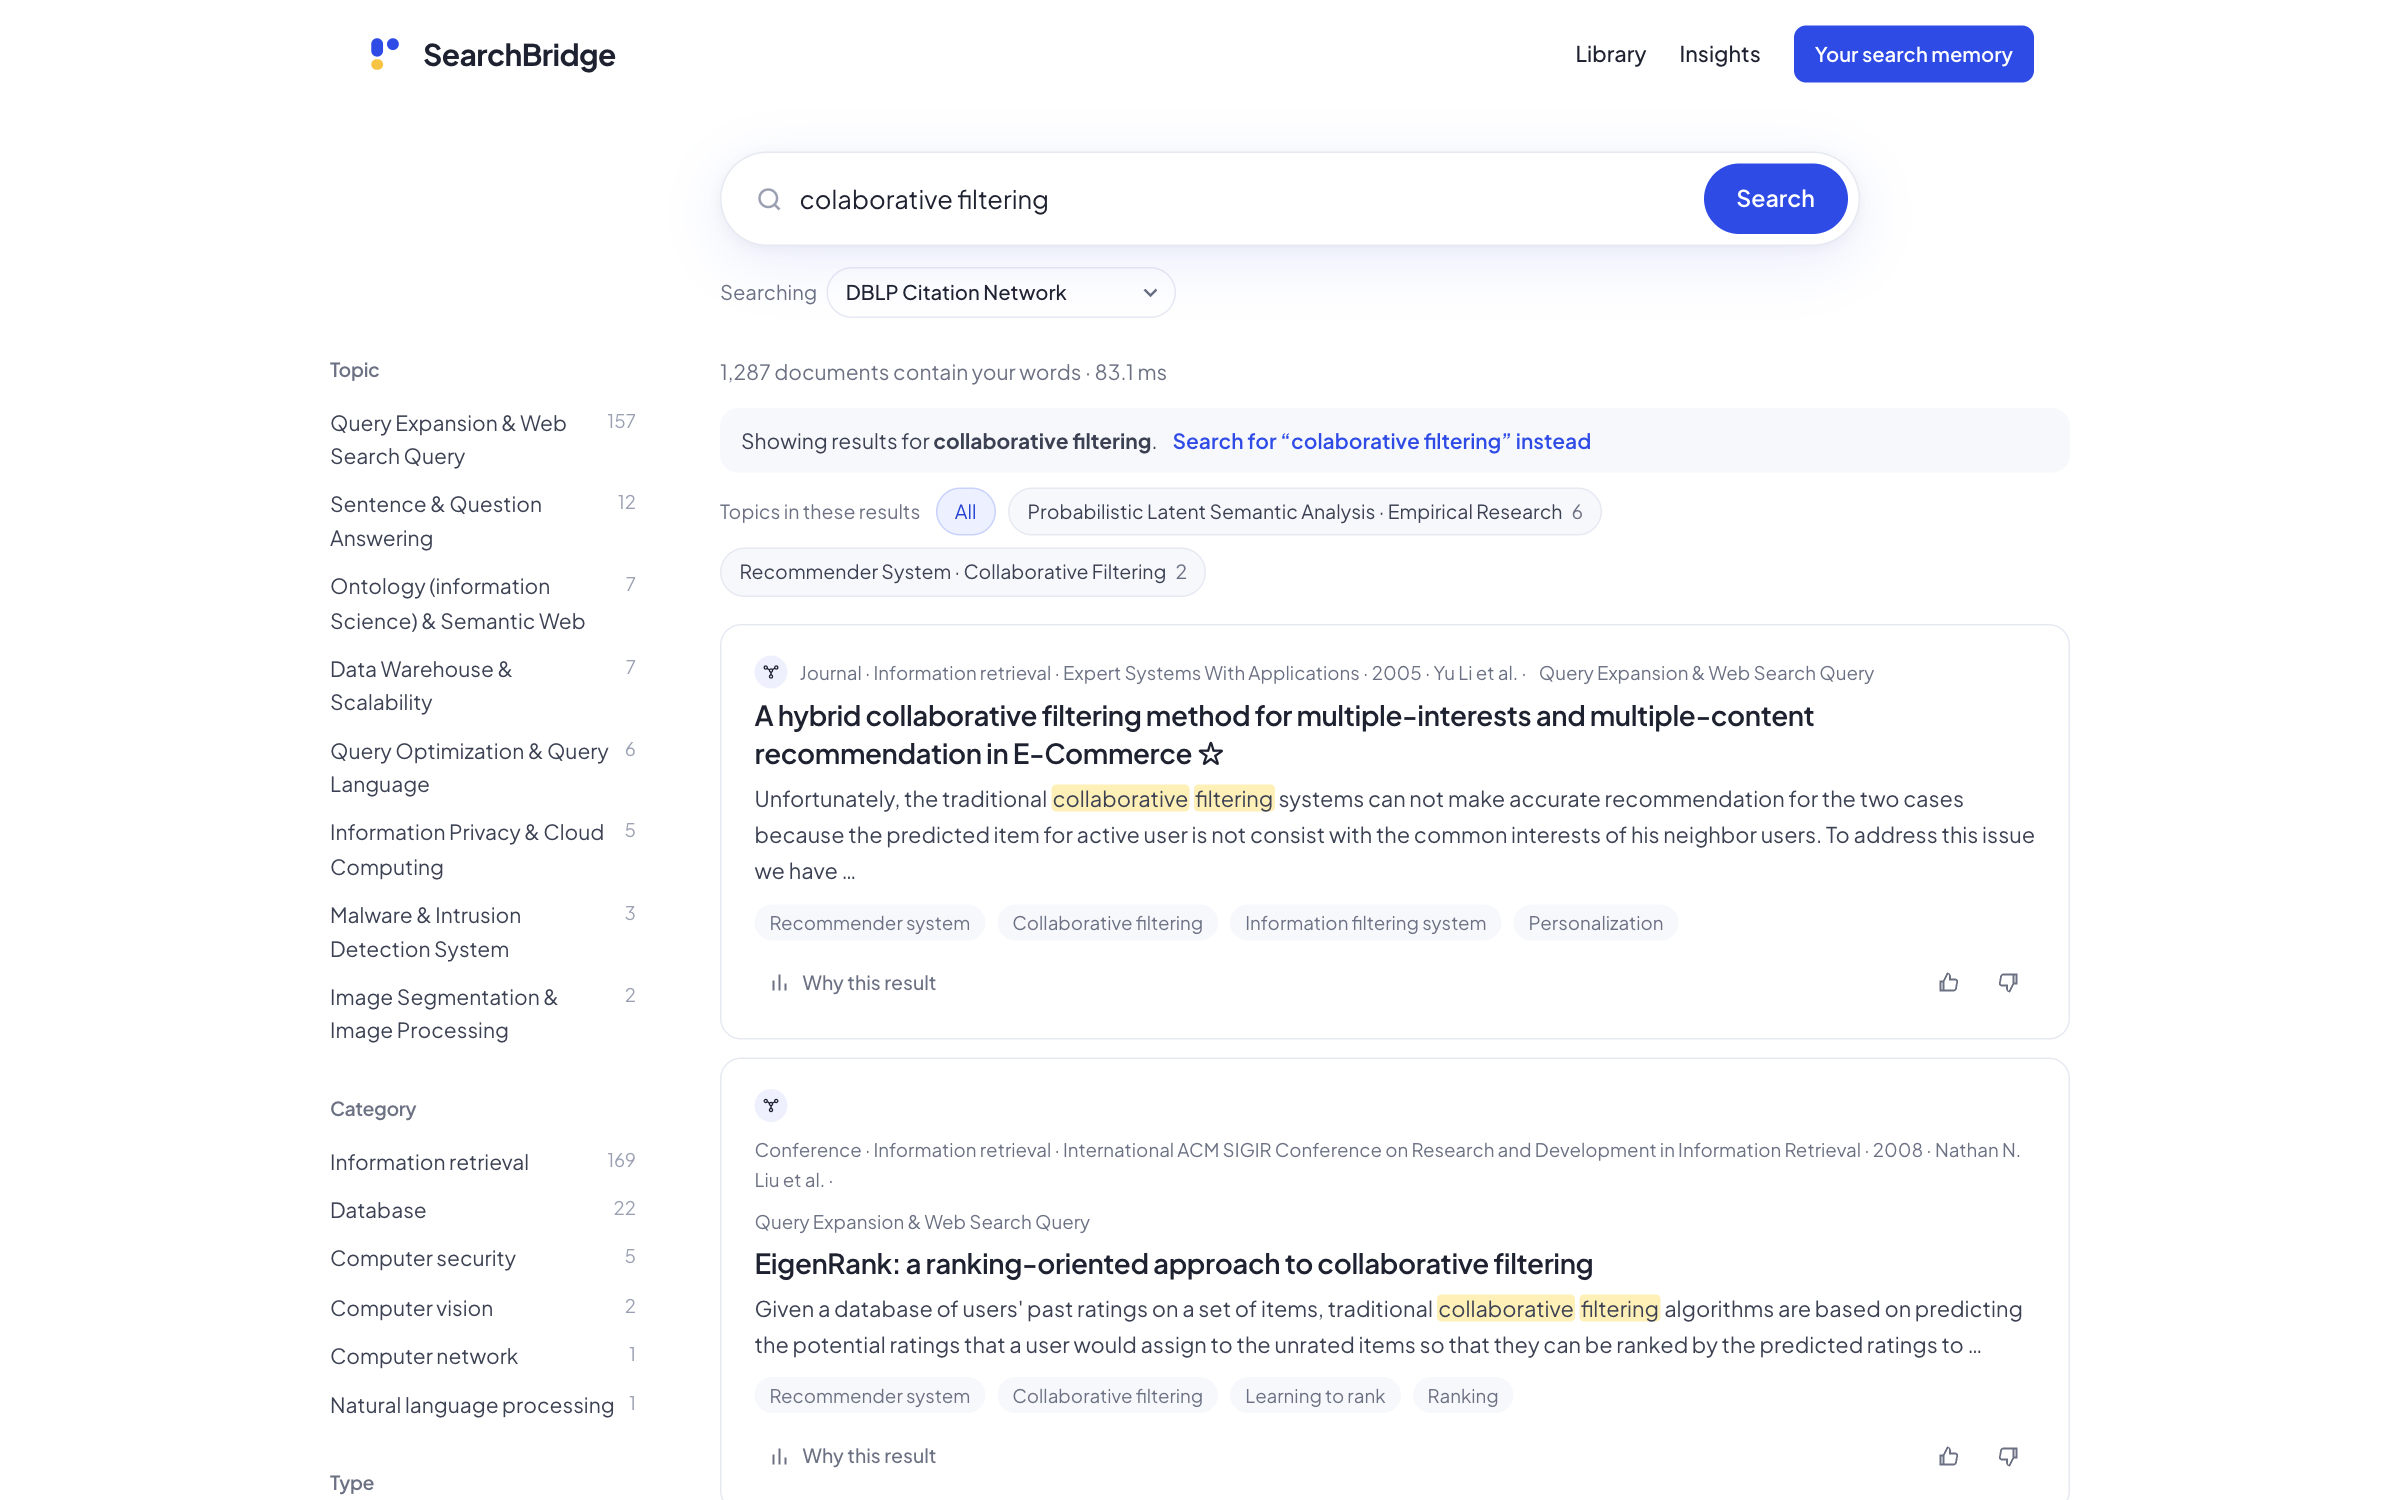 SearchBridge
Library
Insights
Your search memory
colaborative filtering
Search
Searching
DBLP Citation Network
Topic
Query Expansion & Web
Search Query
157
Sentence & Question
Answering
12
Ontology (information
Science) & Semantic Web
7
Data Warehouse &
Scalability
7
Query Optimization & Query
Language
6
Information Privacy & Cloud
Computing
5
Malware & Intrusion
Detection System
3
Image Segmentation &
Image Processing
2
Category
Information retrieval 169
Database 22
Computer security 5
Computer vision 2
Computer network 1
Natural language processing 1
Type
1,287 documents contain your words · 83.1 ms
Showing results for collaborative filtering. Search for “colaborative filtering” instead
Topics in these results
All
Probabilistic Latent Semantic Analysis · Empirical Research 6
Recommender System · Collaborative Filtering 2
Journal · Information retrieval · Expert Systems With Applications · 2005 · Yu Li et al. · Query Expansion & Web Search Query
A hybrid collaborative filtering method for multiple-interests and multiple-content
recommendation in E-Commerce ☆
Unfortunately, the traditional collaborative filtering systems can not make accurate recommendation for the two cases
because the predicted item for active user is not consist with the common interests of his neighbor users. To address this issue
we have ...
Recommender system
Collaborative filtering
Information filtering system
Personalization
Why this result
Conference · Information retrieval · International ACM SIGIR Conference on Research and Development in Information Retrieval · 2008 · Nathan N.
Liu et al. ·
Query Expansion & Web Search Query
EigenRank: a ranking-oriented approach to collaborative filtering
Given a database of users' past ratings on a set of items, traditional collaborative filtering algorithms are based on predicting
the potential ratings that a user would assign to the unrated items so that they can be ranked by the predicted ratings to ...
Recommender system
Collaborative filtering
Learning to rank
Ranking
Why this result